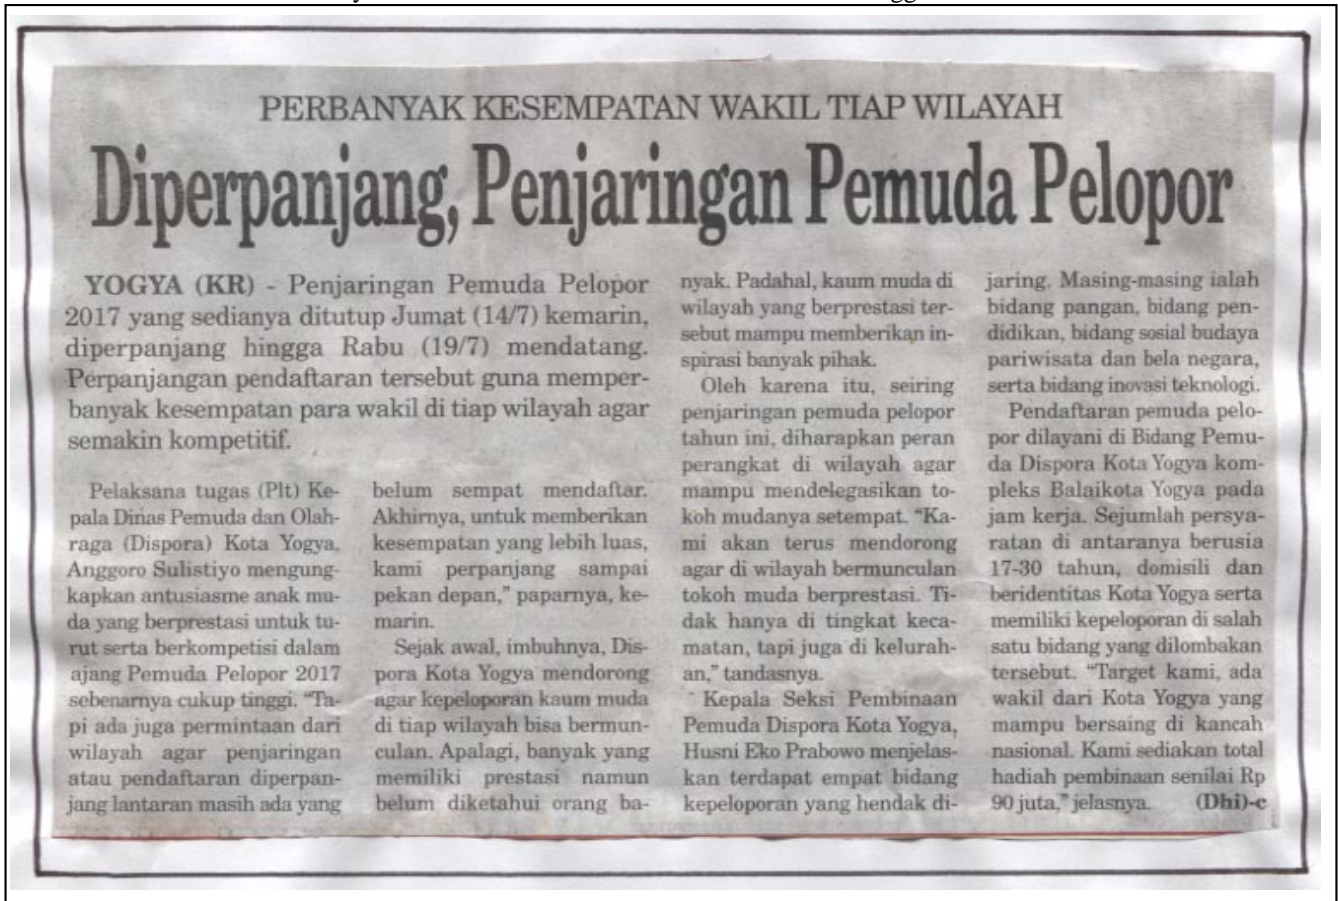 PERBANYAK KESEMPATAN WAKIL TIAP WILAYAH
Diperpanjang, Penjaringan Pemuda Pelopor
YOGYA (KR) - Penjaringan Pemuda Pelopor
2017 yang sedianya ditutup Jumat (14/7) kemarin,
diperpanjang hingga Rabu (19/7) mendatang.
Perpanjangan pendaftaran tersebut guna memper-
banyak kesempatan para wakil di tiap wilayah agar
semakin kompetitif.
Pelaksana tugas (Plt) Ke-
pala Dinas Pemuda dan Olah-
raga (Dispora) Kota Yogya,
Anggoro Sulistiyo mengung-
kapkan antusiasme anak mu-
da yang berprestasi untuk tu-
rut serta berkompetisi dalam
ajang Pemuda Pelopor 2017
sebenarnya cukup tinggi. "Ta-
pi ada juga permintaan dari
wilayah agar penjaringan
atau pendaftaran diperpan-
jang lantaran masih ada yang
belum sempat mendaftar.
Akhirnya, untuk memberikan
kesempatan yang lebih luas,
kami perpanjang sampai
pekan depan," paparnya, ke-
marin.
Sejak awal, imbuhnya, Dis-
pora Kota Yogya mendorong
agar kepeloporan kaum muda
di tiap wilayah bisa bermun-
culan. Apalagi, banyak yang
memiliki prestasi namun
belum diketahui orang ba-
nyak. Padahal, kaum muda di
wilayah yang berprestasi ter-
sebut mampu memberikan in-
spirasi banyak pihak.
Oleh karena itu, seiring
penjaringan pemuda pelopor
tahun ini, diharapkan peran
perangkat di wilayah agar
mampu mendelegasikan to-
koh mudanya setempat. "Ka-
mi akan terus mendorong
agar di wilayah bermunculan
tokoh muda berprestasi. Ti-
dak hanya di tingkat keca-
matan, tapi juga di kelurah-
an," tandasnya.
Kepala Seksi Pembinaan
Pemuda Dispora Kota Yogya,
Husni Eko Prabowo menjelas-
kan terdapat empat bidang
kepeloporan yang hendak di-
jaring. Masing-masing ialah
bidang pangan, bidang pen-
didikan, bidang sosial budaya
pariwisata dan bela negara,
serta bidang inovasi teknologi.
Pendaftaran pemuda pelo-
por dilayani di Bidang Pemu-
da Dispora Kota Yogya kom-
pleks Balaikota Yogya pada
jam kerja. Sejumlah persya-
ratan di antaranya berusia
17-30 tahun, domisili dan
beridentitas Kota Yogya serta
memiliki kepeloporan di salah
satu bidang yang dilombakan
tersebut. "Target kami, ada
wakil dari Kota Yogya yang
mampu bersaing di kancah
nasional. Kami sediakan total
hadiah pembinaan senilai Rp
90 juta," jelasnya. (Dhi)-c